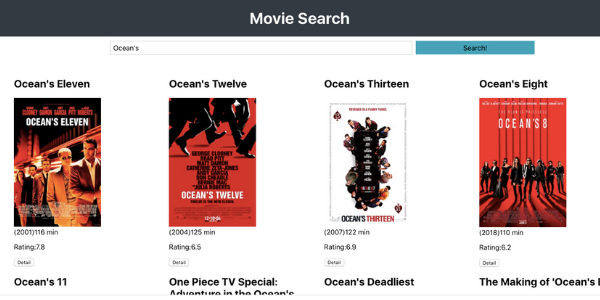 Movie Search
Ocean's
Search!
Ocean's Eleven
Ocean's Twelve
Ocean's Thirteen
Ocean's Eight
CLOONEY DAMON GARCIA PITT ROBERTS
OCEAN'S ELEVEN
GEORGE CLOONEY
BRAD PITT
MATT DAMON
CATHERINE ZETA-JONES
ANDY GARCIA
DON CHEADLE
BERNIE MAC
AND JULIA ROBERTS
OCEAN'S TWELVE
OCEAN'S THIRTEEN
OCEAN'S 8
(2001)116 min
(2004)125 min
(2007)122 min
(2018)110 min
Rating:7.8
Rating:6.5
Rating:6.9
Rating:6.2
Detail
Detail
Detail
Detail
Ocean's 11
One Piece TV Special:
Adventure in the Ocean's
Ocean's Deadliest
The Making of 'Ocean's